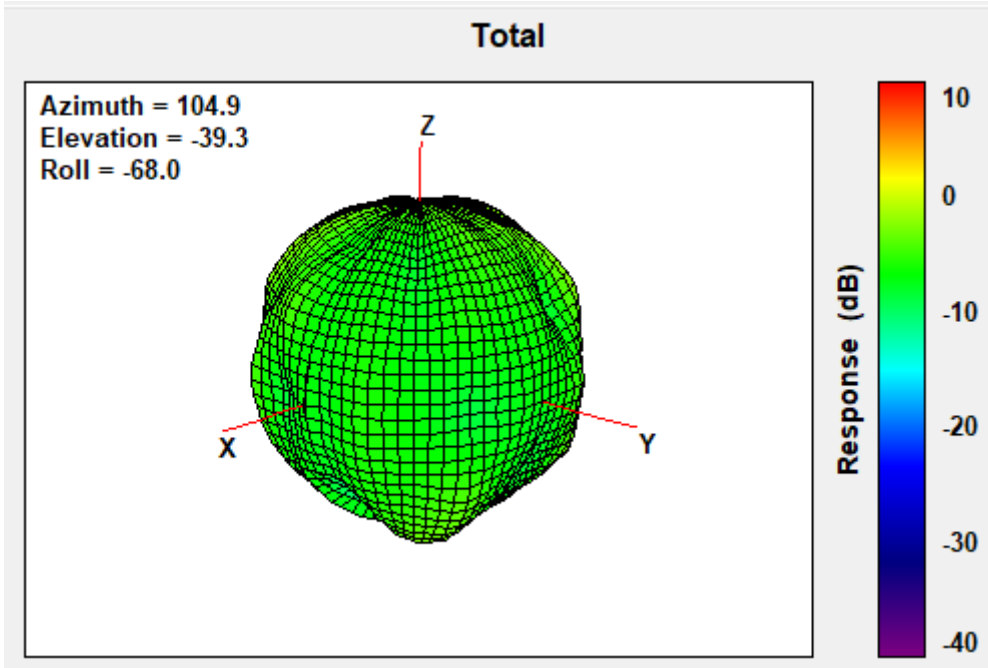 Total
Azimuth = 104.9
Elevation = -39.3
Roll = -68.0
Z
X
Y
10
0
-10
-20
-30
-40
Response (dB)